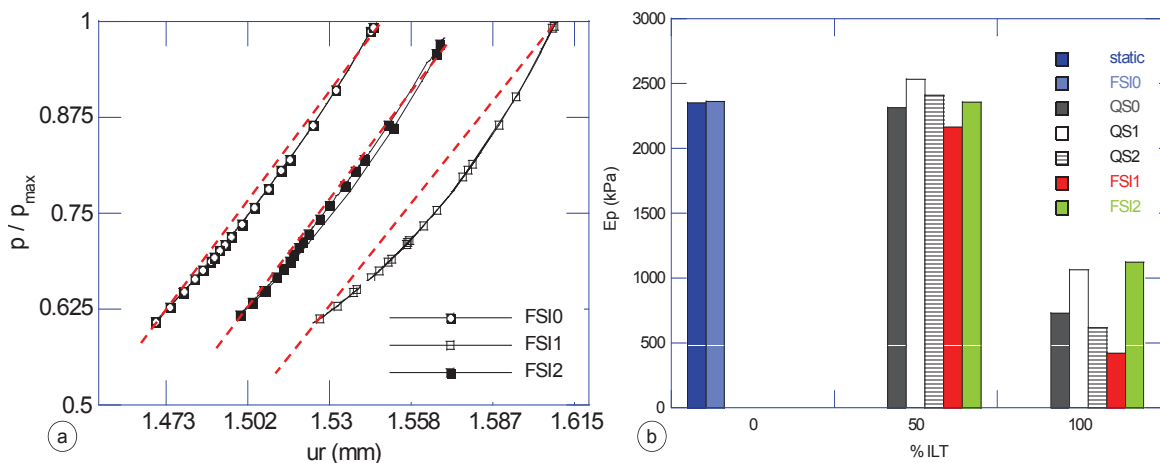 1
0.875
0.75
0.625
0.5
p / p max
1.473
1.502
1.53
1.558
1.587
1.615
ur (mm)
FSI0
FSI1
FSI2
a
3000
2500
2000
1500
1000
500
0
Ep (kPa)
0
50
100
% ILT
static
FSI0
QS0
QS1
QS2
FSI1
FSI2
b